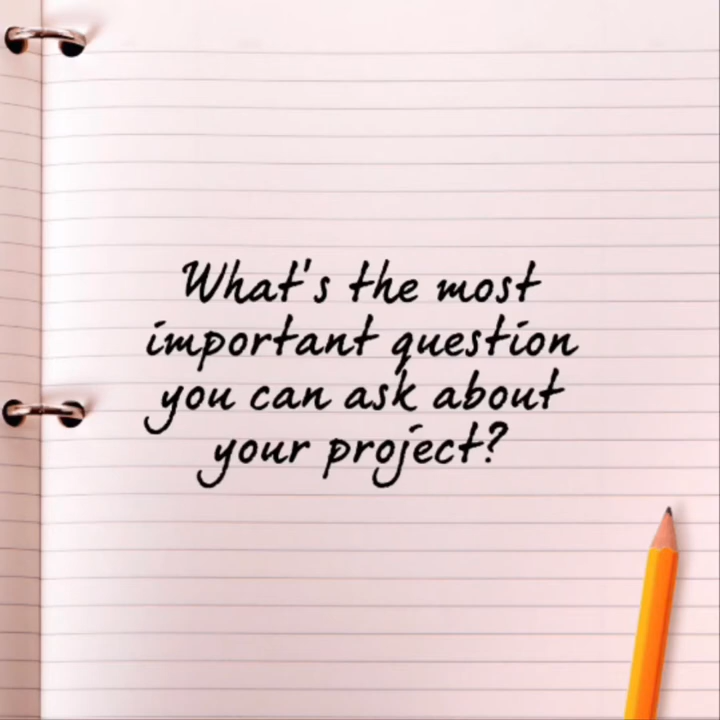 What's the most
important question
you can ask about
your project?